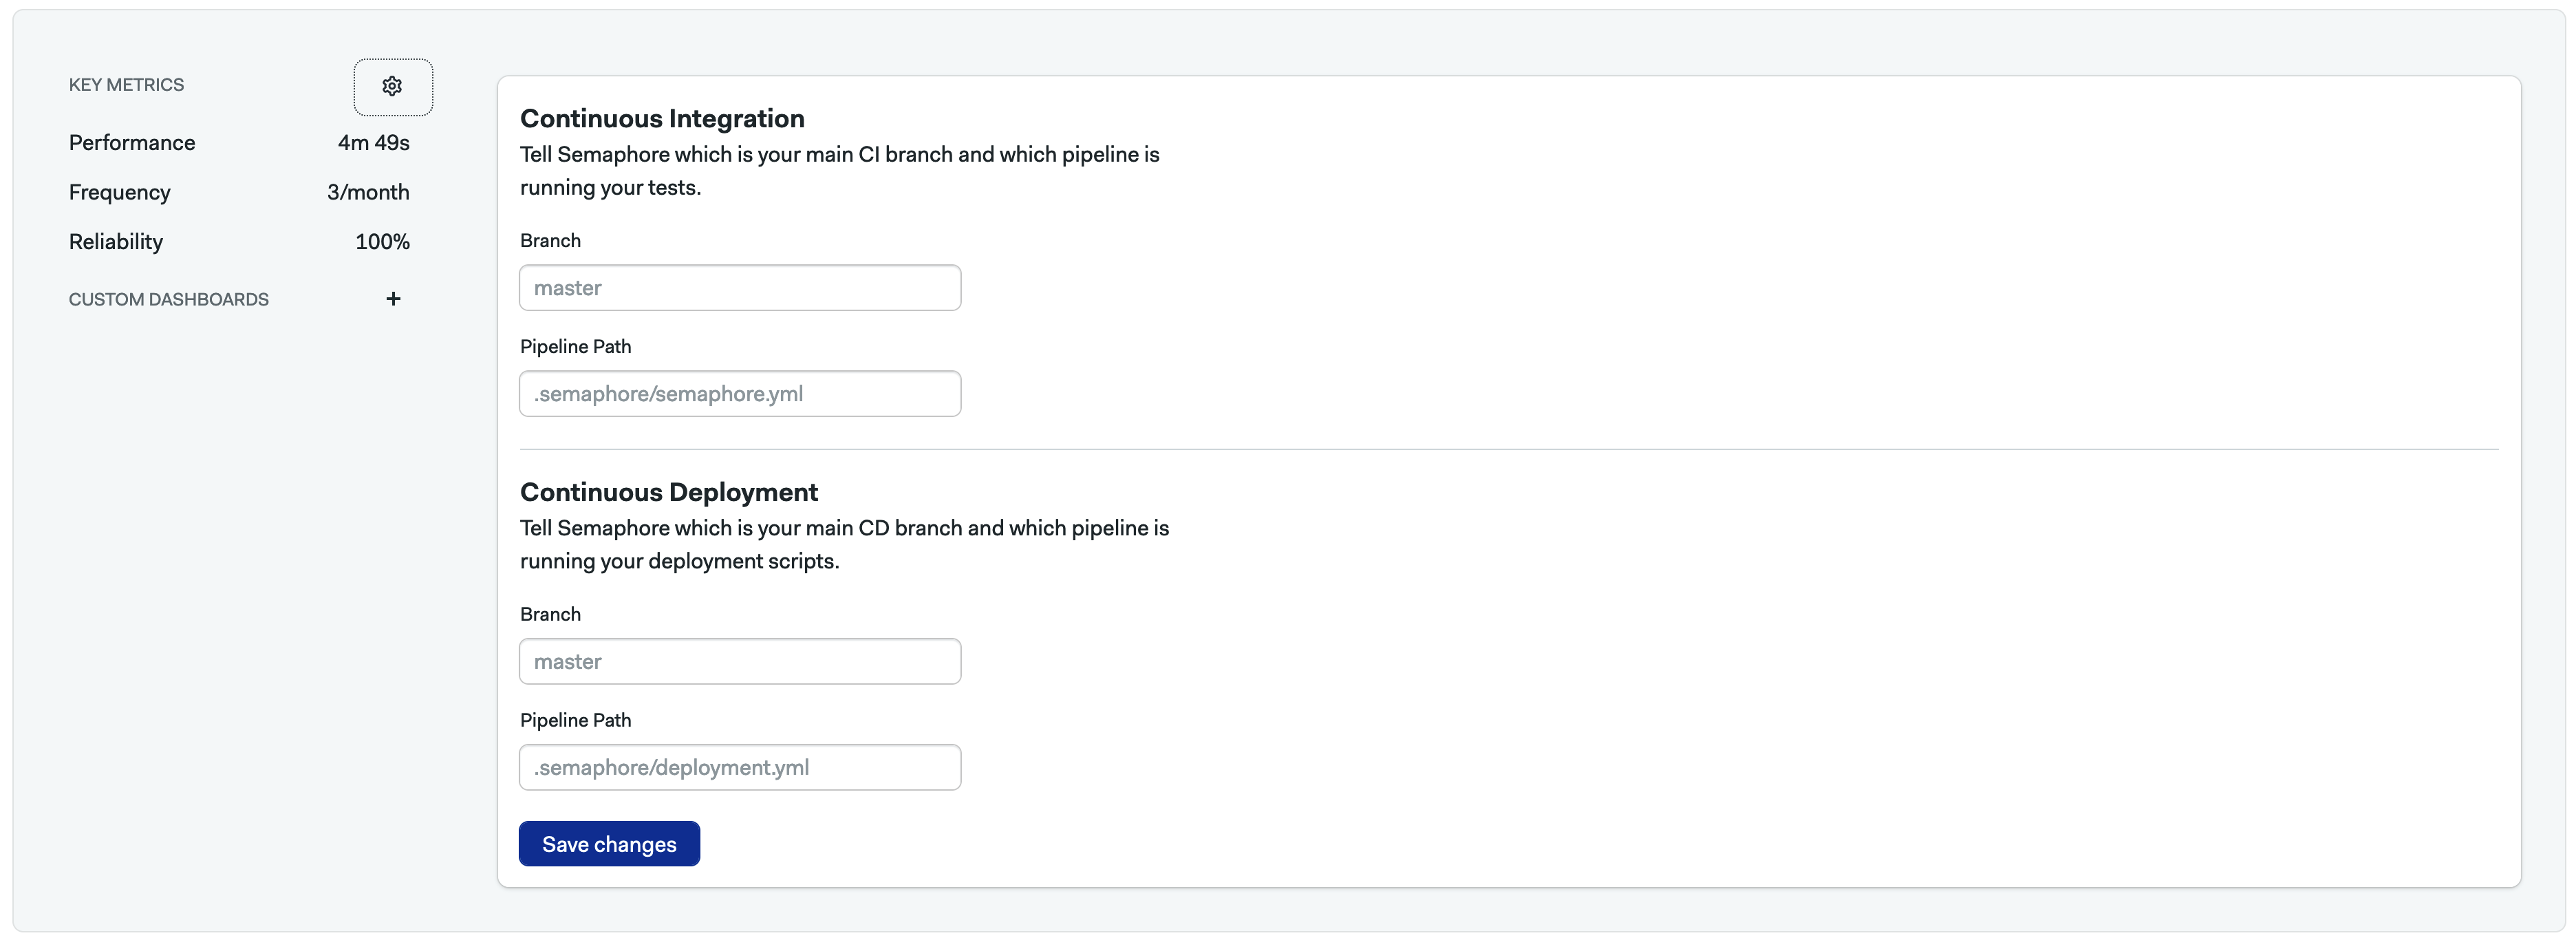 KEY METRICS
Performance 4m 49s
Frequency 3/month
Reliability 100%
CUSTOM DASHBOARDS +
Continuous Integration
Tell Semaphore which is your main CI branch and which pipeline is
running your tests.
Branch
master
Pipeline Path
.semaphore/semaphore.yml
Continuous Deployment
Tell Semaphore which is your main CD branch and which pipeline is
running your deployment scripts.
Branch
master
Pipeline Path
.semaphore/deployment.yml
Save changes